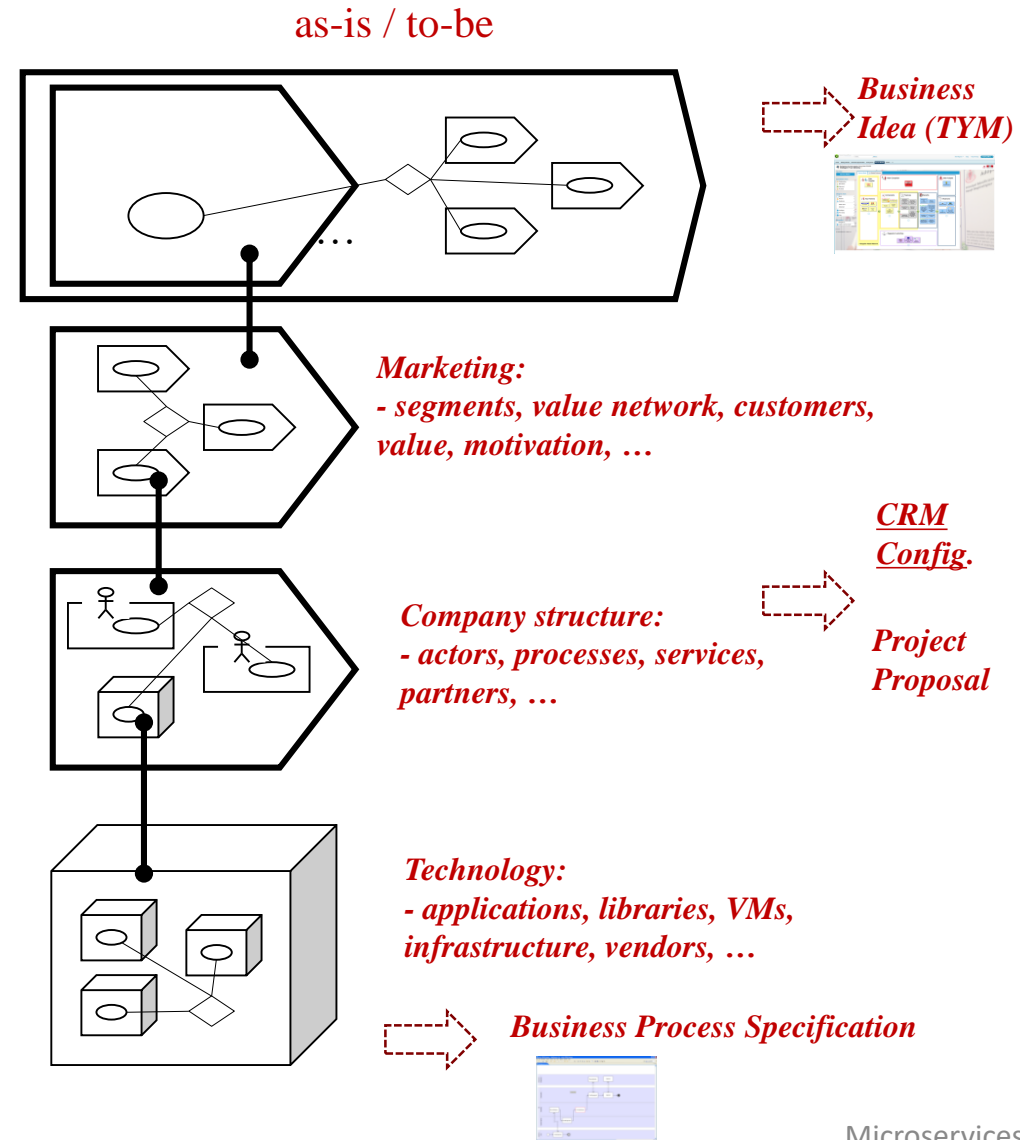 as-is / to-be
Business
Idea (TYM)
…
Marketing:
- segments, value network, customers,
value, motivation, …
CRM
Config.
Company structure:
- actors, processes, services,
partners, …
Project
Proposal
Technology:
- applications, libraries, VMs,
infrastructure, vendors, …
Business Process Specification
Microservices